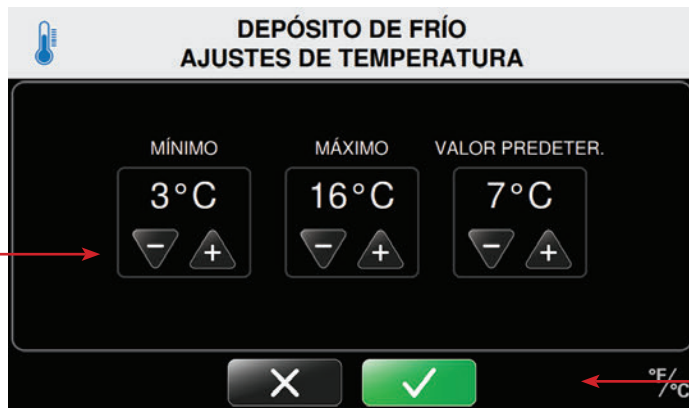 DEPÓSITO DE FRÍO
AJUSTES DE TEMPERATURA
MÍNIMO MÁXIMO VALOR PREDETER.
3°C 16°C 7°C
- + - + - +
°F/°C